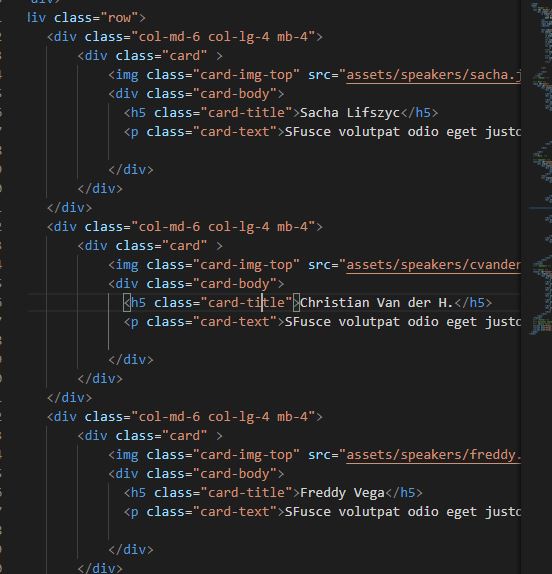 div>
div class="row">
<div class="col-md-6 col-lg-4 mb-4">
<div class="card" >
<img class="card-img-top" src="assets/speakers/sacha.j
<div class="card-body">
<h5 class="card-title">Sacha Lifszyc</h5>
<p class="card-text">SFusce volutpat odio eget justo
</div>
</div>
</div>
<div class="col-md-6 col-lg-4 mb-4">
<div class="card" >
<img class="card-img-top" src="assets/speakers/cvander
<div class="card-body">
<h5 class="card-title">Christian Van der H.</h5>
<p class="card-text">SFusce volutpat odio eget justo
</div>
</div>
</div>
<div class="col-md-6 col-lg-4 mb-4">
<div class="card" >
<img class="card-img-top" src="assets/speakers/freddy.
<div class="card-body">
<h5 class="card-title">Freddy Vega</h5>
<p class="card-text">SFusce volutpat odio eget justo
</div>
</div>